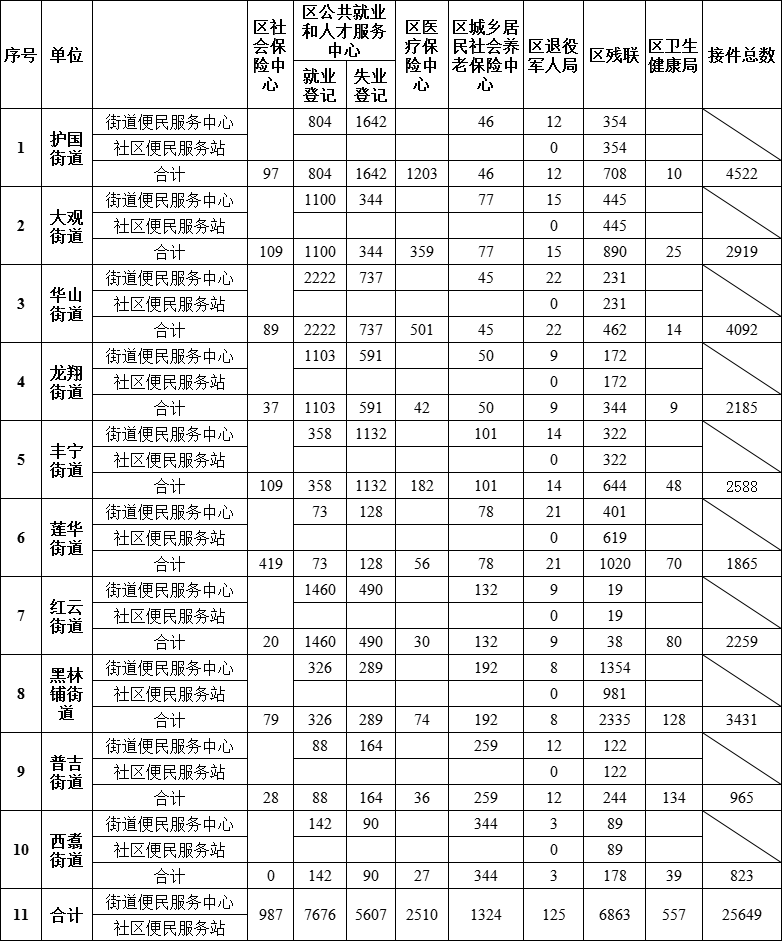 序号 单位 区社会保险中心 区公共就业和人才服务中心 区医疗保险中心 区城乡居民社会养老保险中心 区退役军人局 区残联 区卫生健康局 接件总数
就业登记 失业登记
1 护国街道 街道便民服务中心 804 1642 46 12 354
社区便民服务站 0 354
合计 97 804 1642 1203 46 12 708 10 4522
2 大观街道 街道便民服务中心 1100 344 77 15 445
社区便民服务站 0 445
合计 109 1100 344 359 77 15 890 25 2919
3 华山街道 街道便民服务中心 2222 737 45 22 231
社区便民服务站 0 231
合计 89 2222 737 501 45 22 462 14 4092
4 龙翔街道 街道便民服务中心 1103 591 50 9 172
社区便民服务站 0 172
合计 37 1103 591 42 50 9 344 9 2185
5 丰宁街道 街道便民服务中心 358 1132 101 14 322
社区便民服务站 0 322
合计 109 358 1132 182 101 14 644 48 2588
6 莲华街道 街道便民服务中心 73 128 78 21 401
社区便民服务站 0 619
合计 419 73 128 56 78 21 1020 70 1865
7 红云街道 街道便民服务中心 1460 490 132 9 19
社区便民服务站 0 19
合计 20 1460 490 30 132 9 38 80 2259
8 黑林铺街道 街道便民服务中心 326 289 192 8 1354
社区便民服务站 0 981
合计 79 326 289 74 192 8 2335 128 3431
9 普吉街道 街道便民服务中心 88 164 259 12 122
社区便民服务站 0 122
合计 28 88 164 36 259 12 244 134 965
10 西翥街道 街道便民服务中心 142 90 344 3 89
社区便民服务站 0 89
合计 0 142 90 27 344 3 178 39 823
11 合计 街道便民服务中心 987 7676 5607 2510 1324 125 6863 557 25649
社区便民服务站